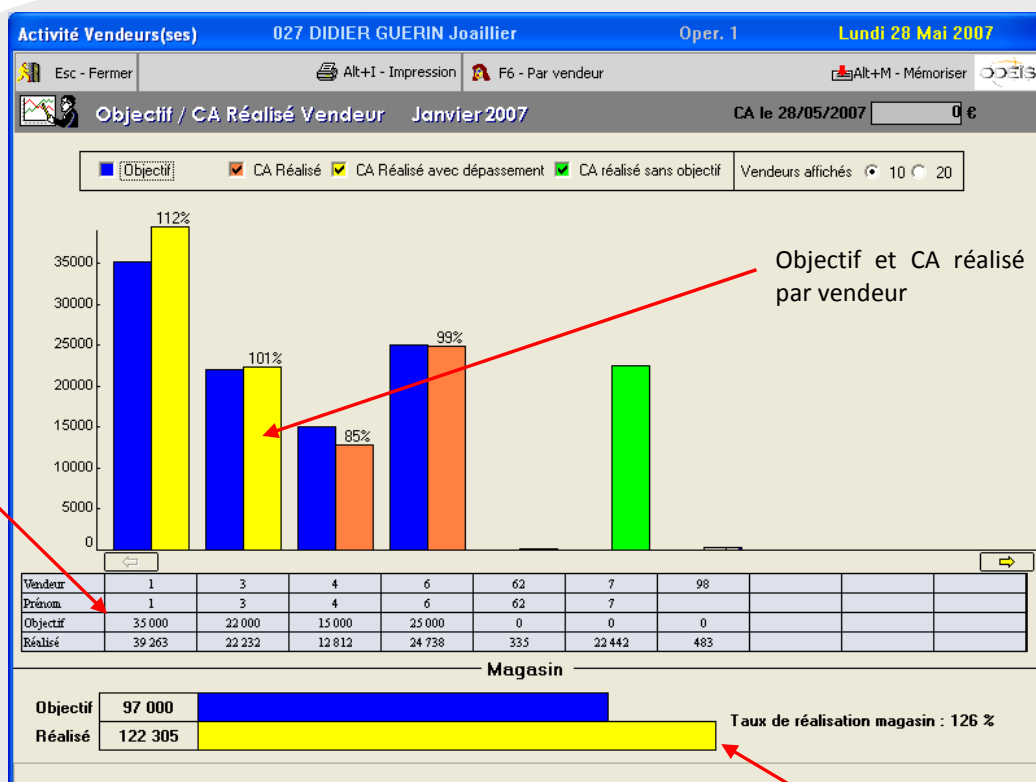 Activité Vendeurs(ses) 027 DIDIER GUERIN Joaillier Oper. 1 Lundi 28 Mai 2007
Esc - Fermer Alt+I - Impression F6 - Par vendeur Alt+M - Mémoriser
Objectif / CA Réalisé Vendeur Janvier 2007 CA le 28/05/2007 0 €
Objectif CA Réalisé CA Réalisé avec dépassement CA réalisé sans objectif Vendeurs affichés 10 20
112%
Objectif et CA réalisé
par vendeur
35000
30000
25000
99%
101%
20000
15000
85%
10000
5000
0
Vendeur 1 3 4 6 62 7 98
Prénom 1 3 4 6 62 7
Objectif 35 000 22 000 15 000 25 000 0 0 0
Réalisé 39 263 22 232 12 812 24 738 335 22 442 483
Magasin
Objectif 97 000
Taux de réalisation magasin : 126 %
Réalisé 122 305